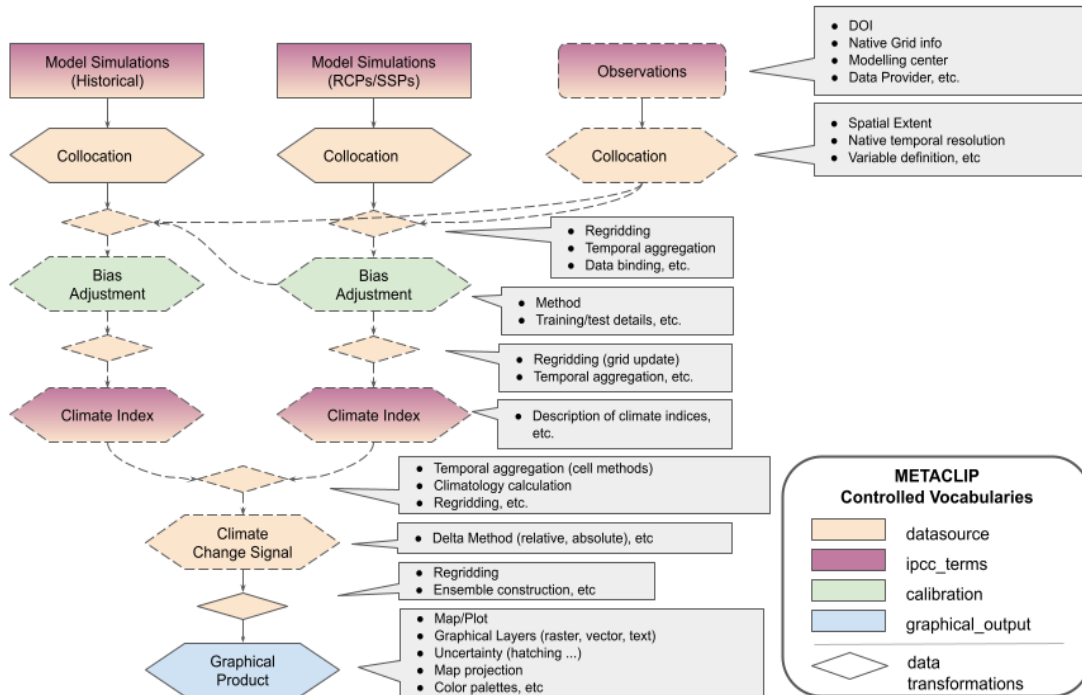 Model Simulations
(Historical)
Model Simulations
(RCPs/SSPs)
Observations
● DOI
● Native Grid info
● Modelling center
● Data Provider, etc.
Collocation
Collocation
Collocation
● Spatial Extent
● Native temporal resolution
● Variable definition, etc
● Regridding
● Temporal aggregation
● Data binding, etc.
Bias
Adjustment
Bias
Adjustment
● Method
● Training/test details, etc.
● Regridding (grid update)
● Temporal aggregation, etc.
Climate Index
Climate Index
● Description of climate indices,
etc.
● Temporal aggregation (cell methods)
● Climatology calculation
● Regridding, etc.
Climate
Change Signal
● Delta Method (relative, absolute), etc
● Regridding
● Ensemble construction, etc
Graphical
Product
● Map/Plot
● Graphical Layers (raster, vector, text)
● Uncertainty (hatching ...)
● Map projection
● Color palettes, etc
METACLIP
Controlled Vocabularies
datasource
ipcc_terms
calibration
graphical_output
data
transformations